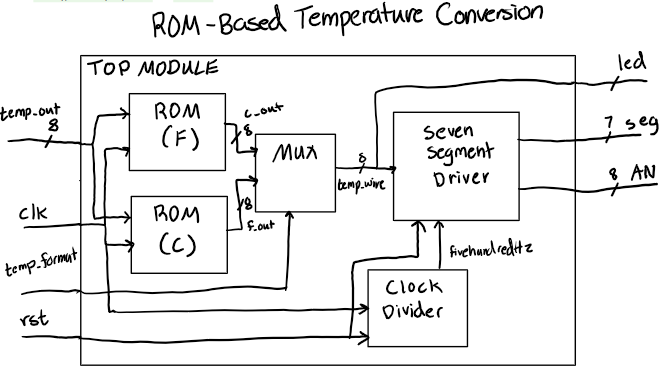 ROM-Based Temperature Conversion
TOP MODULE
led
temp_out
8
ROM
(F)
c_out
8
MUX
8
temp_wire
Seven
Segment
Driver
7 seg
8 AN
clk
ROM
(C)
8
f_out
temp_format
fivehundredHz
Clock
Divider
rst